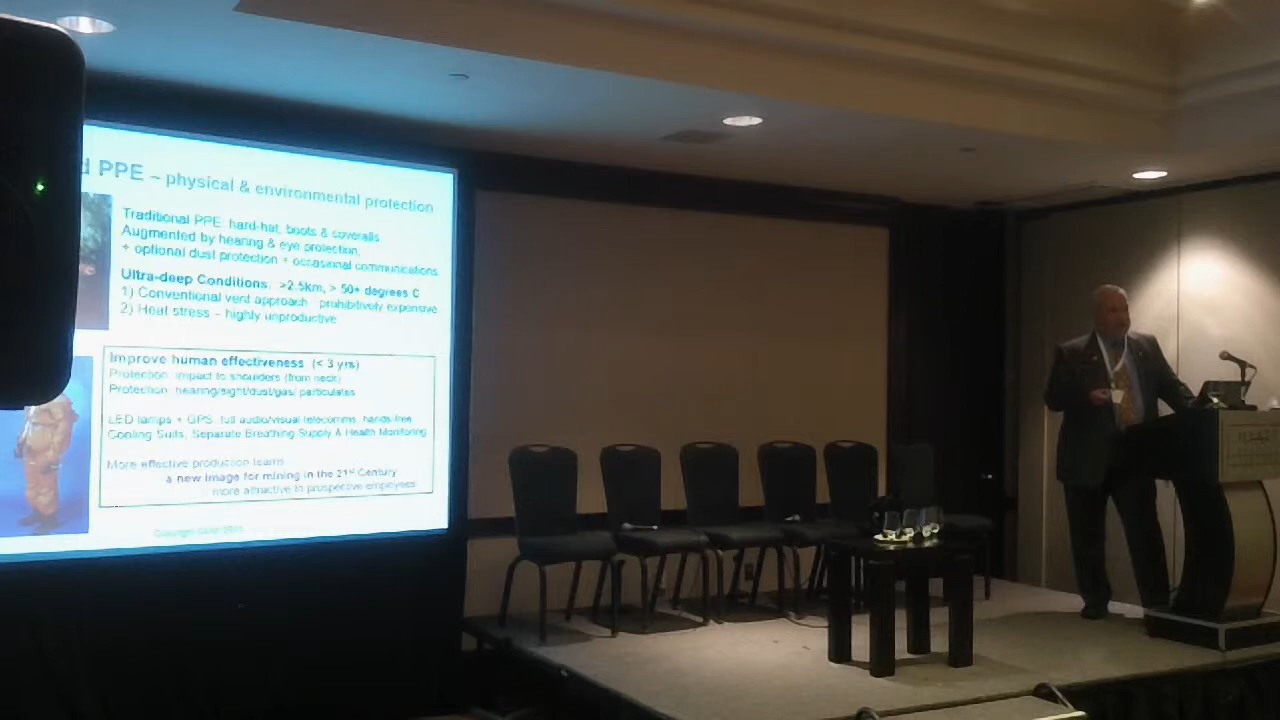 d PPE – physical & environmental protection
Traditional PPE: hard-hat, boots & coveralls
Augmented by hearing & eye protection,
+ optional dust protection + occasional communications
Ultra-deep Conditions: >2.5km, > 50+ degrees C
1) Conventional vent approach prohibitively expensive
2) Heat stress – highly unproductive
Improve human effectiveness (< 3 yrs)
Protection: impact to shoulders (from neck)
Protection: hearing/sight/dust/gas/ particulates
LED lamps + GPS full audio/visual telecomms hands-free
Cooling Suits, Separate Breathing Supply & Health Monitoring
More effective production teams
a new image for mining in the 21st Century
more attractive to prospective employees
Copyright